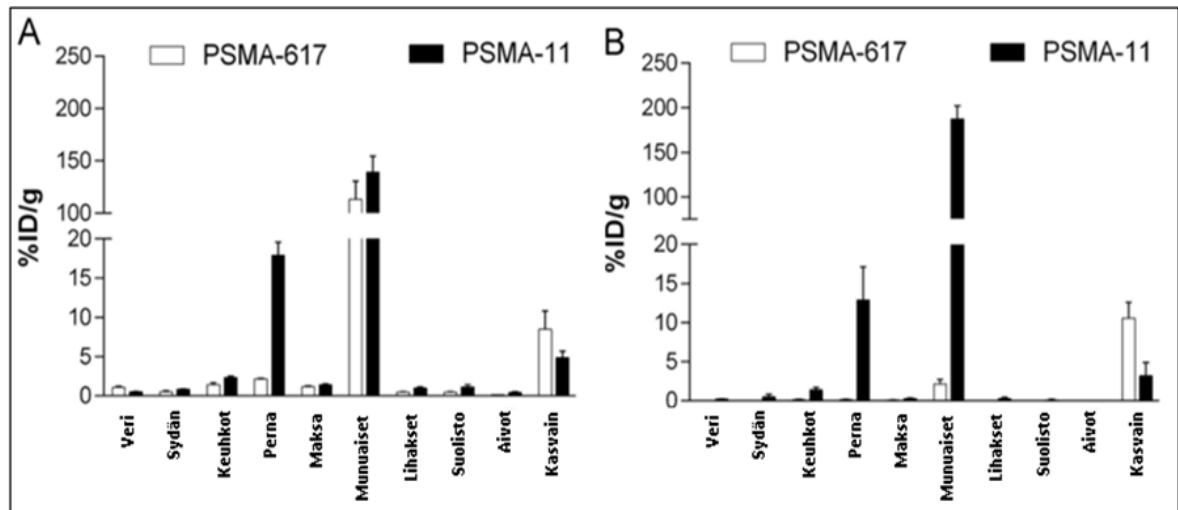 A
PSMA-617 PSMA-11
250
200
150
100
20
15
10
5
0
%ID/g
Veri
Sydän
Keuhkot
Perna
Maksa
Munuaiset
Lihakset
Suolisto
Aivot
Kasvain
B
PSMA-617 PSMA-11
250
200
150
100
20
15
10
5
0
%ID/g
Veri
Sydän
Keuhkot
Perna
Maksa
Munuaiset
Lihakset
Suolisto
Aivot
Kasvain